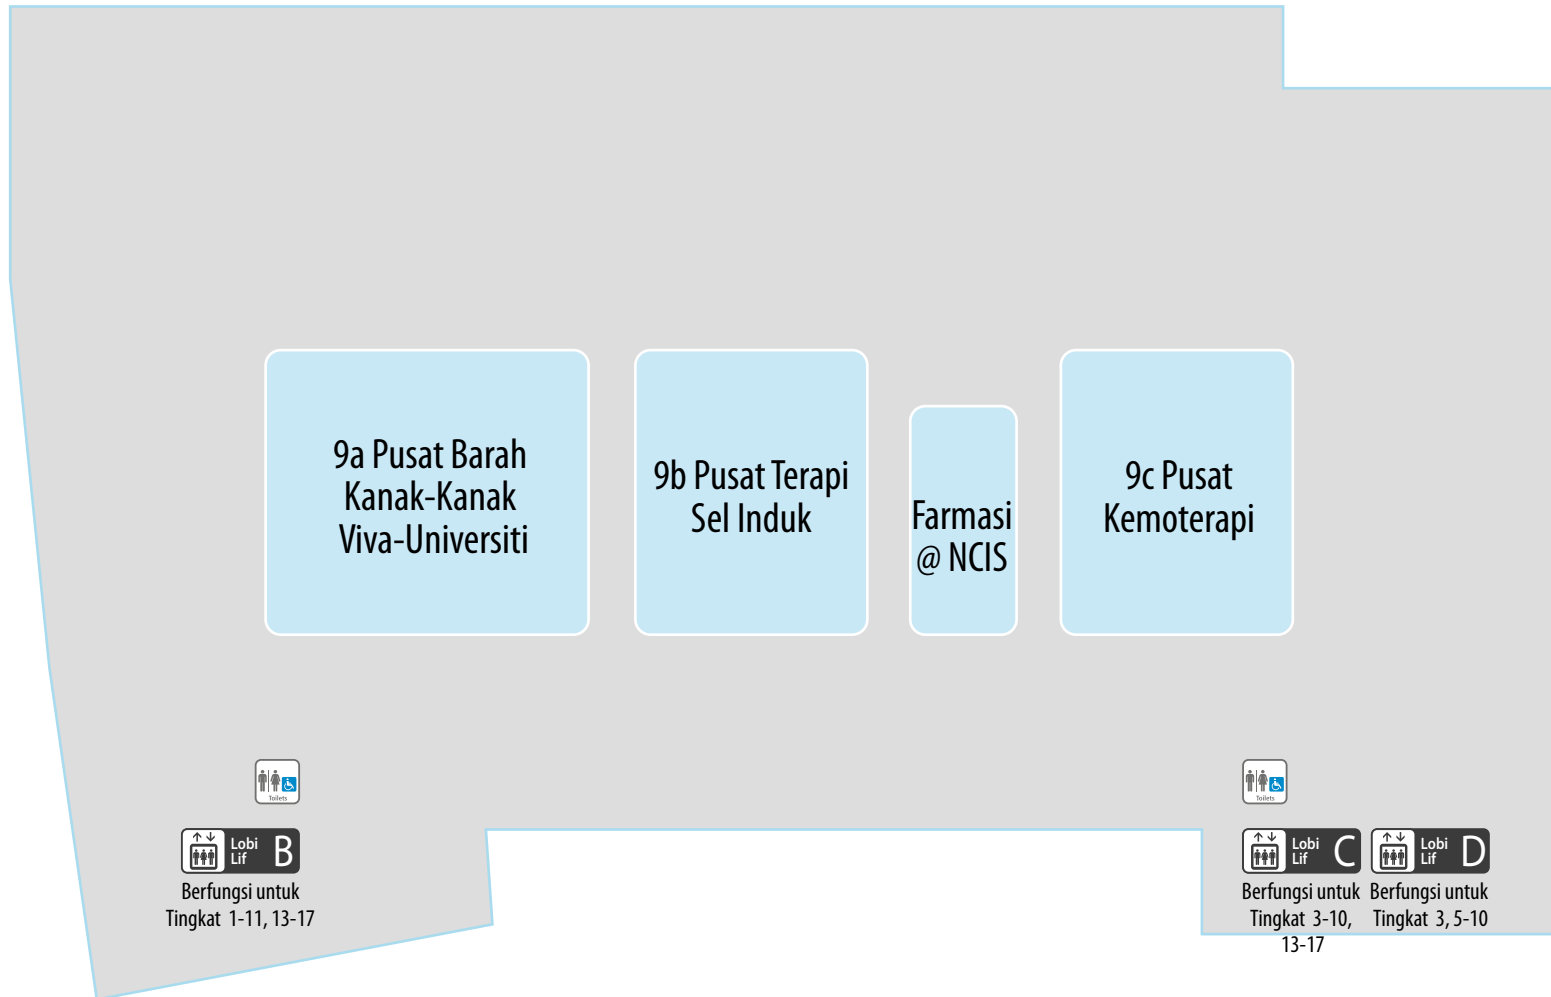 9a Pusat Barah
Kanak-Kanak
Viva-Universiti
9b Pusat Terapi
Sel Induk
Farmasi
@ NCIS
9c Pusat
Kemoterapi
Toilets
Lobi
Lif
B
Berfungsi untuk
Tingkat 1-11, 13-17
Toilets
Lobi
Lif
C
Berfungsi untuk
Tingkat 3-10,
13-17
Lobi
Lif
D
Berfungsi untuk
Tingkat 3, 5-10